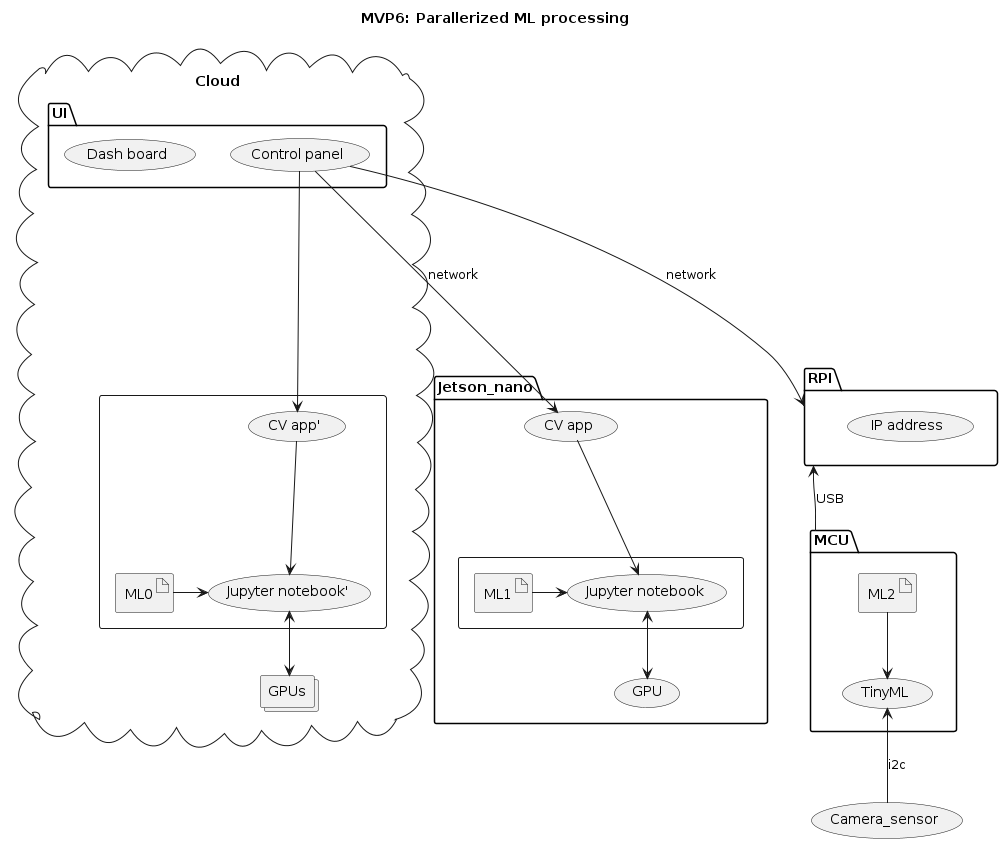 MVP6: Parallerized ML processing
Cloud
UI
Dash board
Control panel
network
network
Jetson_nano
RPI
CV app'
CV app
IP address
USB
MCU
ML0
Jupyter notebook'
ML1
Jupyter notebook
ML2
GPUs
GPU
TinyML
i2c
Camera_sensor